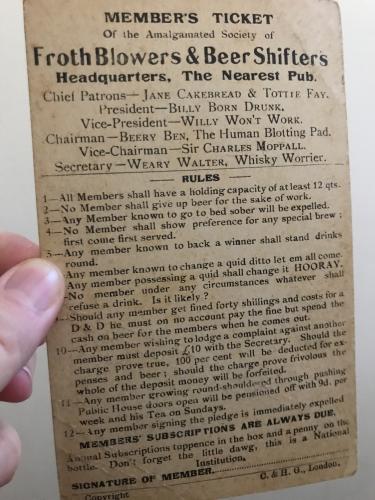 MEMBER'S TICKET
Of the Amalgamated Society of
Froth Blowers & Beer Shifters
Headquarters, The Nearest Pub.
Chief Patrons—JANE CAKEBREAD & TOTTIE FAY.
President—BILLY BORN DRUNK.
Vice-President—WILLY WON'T WORK.
Chairman—BEERY BEN, The Human Blotting Pad.
Vice-Chairman—SIR CHARLES MOPPALL.
Secretary—WEARY WALTER, Whisky Worrier.
RULES
1—All Members shall have a holding capacity of at least 12 qts.
2—No Member shall give up beer for the sake of work.
3—Any Member known to go to bed sober will be expelled.
4—No Member shall show preference for any special brew ;
first come first served.
5—Any Member known to back a winner shall stand drinks
round.
Any member known to change a quid ditto let em all come.
Any member possessing a quid shall change it HOORAY.
No member under any circumstances whatever shall
refuse a drink. Is it likely ?
Should any member get fined forty shillings and costs for a
D & D he must on no account pay the fine but spend the
cash on beer for the members when he comes out.
10—Any member wishing to lodge a complaint against another
member must deposit £10 with the Secretary. Should the
charge prove true, 100 per cent will be deducted for ex-
penses and beer ; should the charge prove frivolous the
whole of the deposit money will be forfeited.
11—Any member growing round-shouldered through pushing
Public House doors open will be pensioned off with 9d. per
week and his Tea on Sundays.
12—Any member signing the pledge is immediately expelled
MEMBERS' SUBSCRIPTIONS ARE ALWAYS DUE.
Annual Subscriptions tuppence in the box and a penny on the
bottle. Don't forget the little dawg, this is a National
Institution.
SIGNATURE OF MEMBER
Copyright
C. & H. G., London.